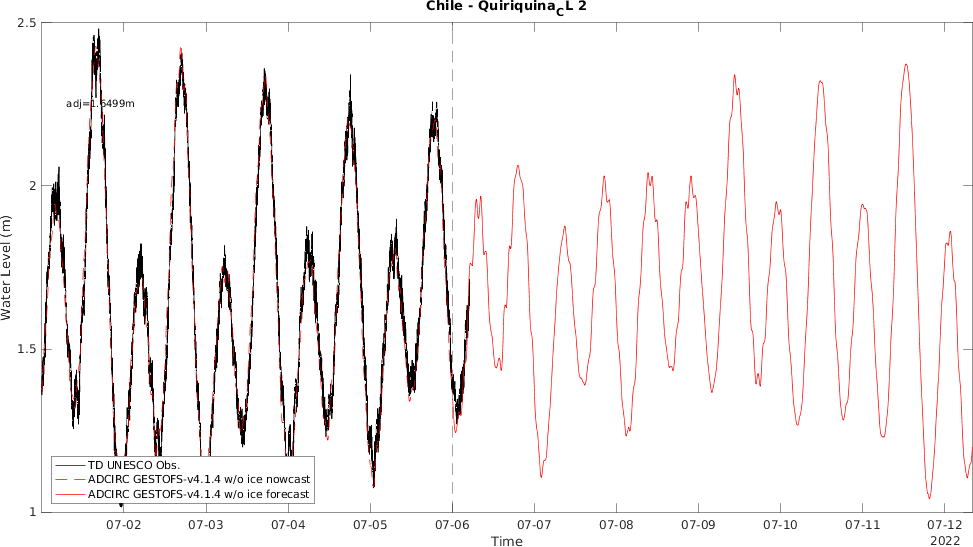 Chile - Quiriquina_CL 2
2.5
adj=1.6499m
2
Water Level (m)
1.5
TD UNESCO Obs.
ADCIRC GESTOFS-v4.1.4 w/o ice nowcast
ADCIRC GESTOFS-v4.1.4 w/o ice forecast
1
07-02 07-03 07-04 07-05 07-06 07-07 07-08 07-09 07-10 07-11 07-12
Time
2022